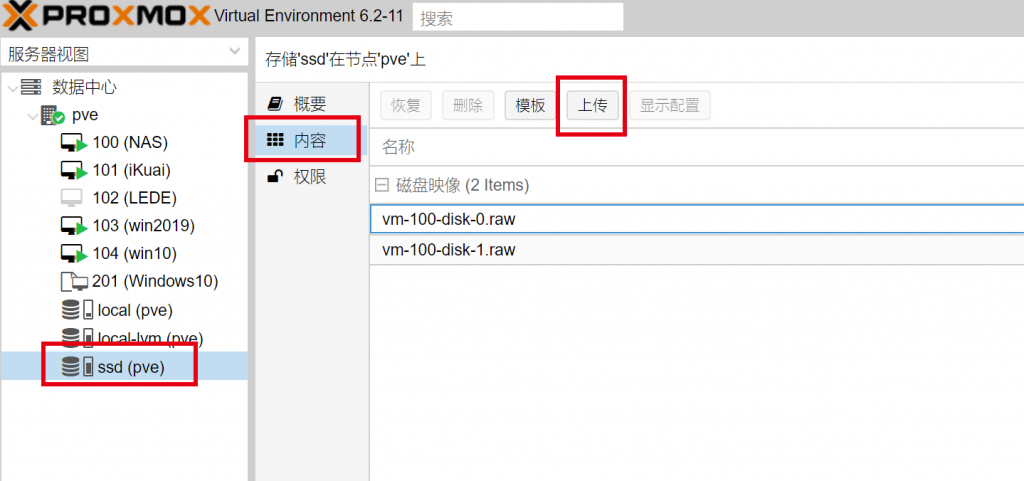 PROXMOX Virtual Environment 6.2-11 搜索
服务器视图
数据中心
pve
100 (NAS)
101 (iKuai)
102 (LEDE)
103 (win2019)
104 (win10)
201 (Windows10)
local (pve)
local-lvm (pve)
ssd (pve)
存储'ssd'在节点'pve'上
概要
内容
权限
恢复 删除 模板 上传 显示配置
名称
磁盘映像 (2 Items)
vm-100-disk-0.raw
vm-100-disk-1.raw